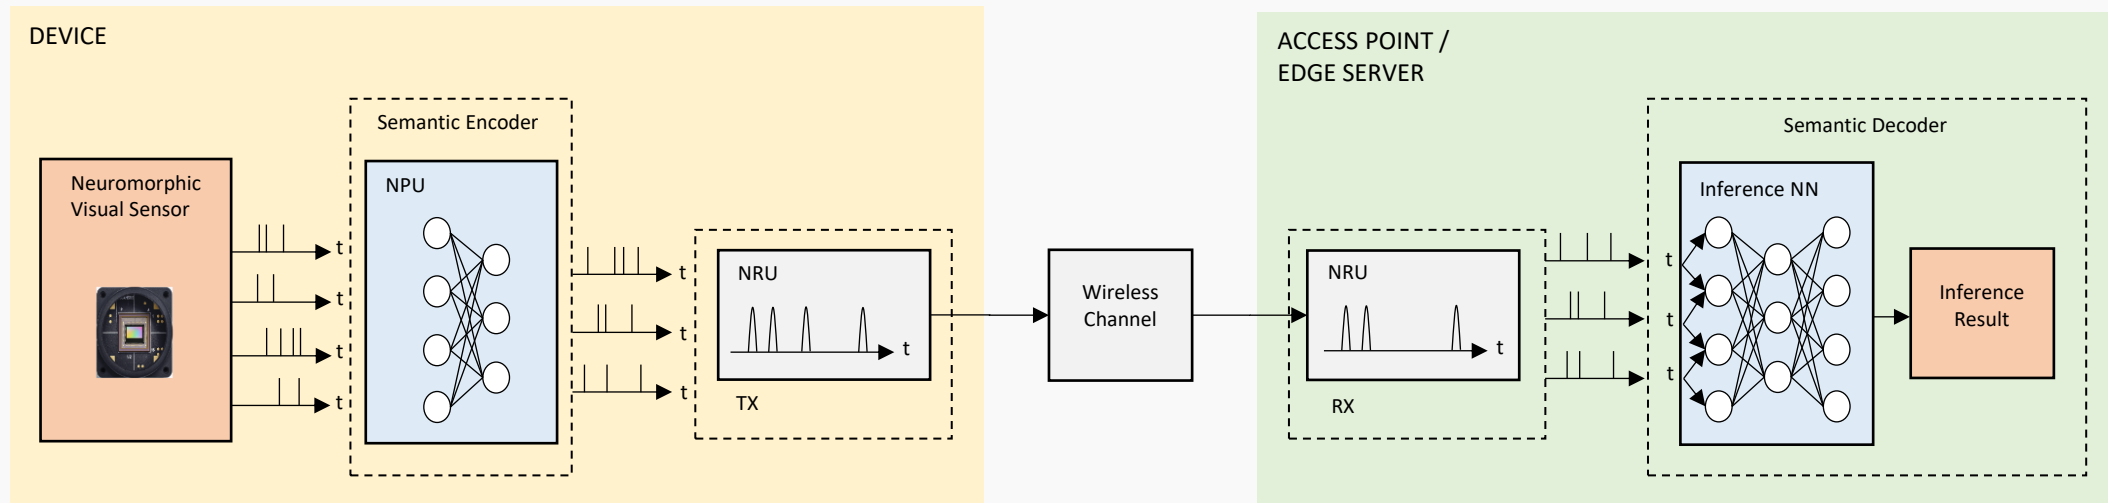 DEVICE
Neuromorphic
Visual Sensor
t
t
t
t
Semantic Encoder
NPU
t
t
t
NRU
t
TX
Wireless
Channel
ACCESS POINT /
EDGE SERVER
NRU
t
RX
t
t
t
Semantic Decoder
Inference NN
Inference
Result